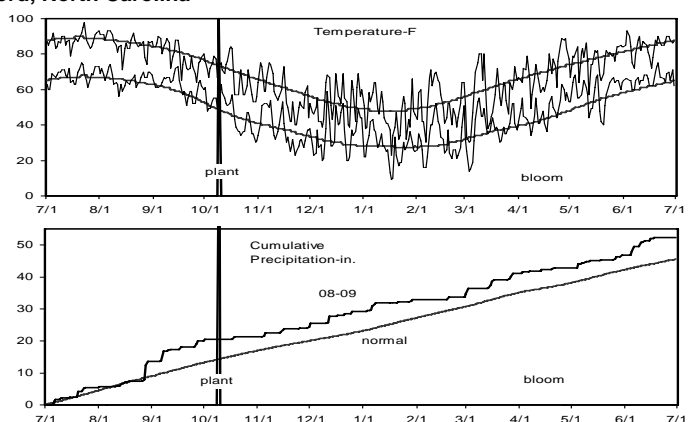 North Carolina
Temperature-F
100
80
60
40
20
0
plant
bloom
7/1 8/1 9/1 10/1 11/1 12/1 1/1 2/1 3/1 4/1 5/1 6/1 7/1
Cumulative
Precipitation-in.
50
40
30
20
10
0
08-09
normal
plant
bloom
7/1 8/1 9/1 10/1 11/1 12/1 1/1 2/1 3/1 4/1 5/1 6/1 7/1